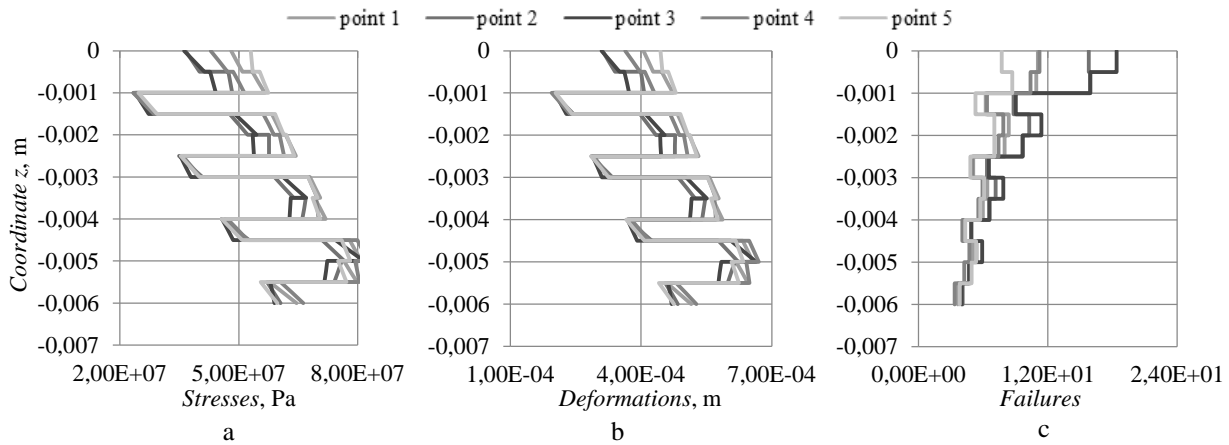 point 1 point 2 point 3 point 4 point 5
Coordinate z, m
0
-0,001
-0,002
-0,003
-0,004
-0,005
-0,006
-0,007
2,00E+07 5,00E+07 8,00E+07
Stresses, Pa
a
0
-0,001
-0,002
-0,003
-0,004
-0,005
-0,006
-0,007
1,00E-04 4,00E-04 7,00E-04
Deformations, m
b
0
-0,001
-0,002
-0,003
-0,004
-0,005
-0,006
-0,007
0,00E+00 1,20E+01 2,40E+01
Failures
c